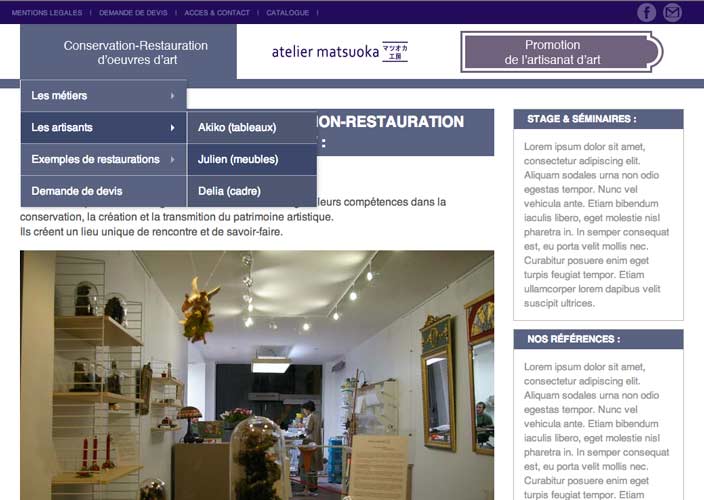 MENTIONS LEGALES | DEMANDE DE DEVIS | ACCES & CONTACT | CATALOGUE |
Conservation-Restauration
d'oeuvres d'art
atelier matsuoka マツオカ
工房
Promotion
de l'artisanat d'art
Les métiers
Les artisants
Exemples de restaurations
Demande de devis
Akiko (tableaux)
Julien (meubles)
Delia (cadre)
ON-RESTAURATION
:
leurs compétences dans la
conservation, la création et la transmition du patrimoine artistique.
Ils créent un lieu unique de rencontre et de savoir-faire.
STAGE & SÉMINAIRES :
Lorem ipsum dolor sit amet,
consectetur adipiscing elit.
Aliquam sodales urna non odio
egestas tempor. Nunc vel
vehicula ante. Etiam bibendum
iaculis libero, eget molestie nisl
pharetra in. In semper consequat
est, eu porta velit mollis nec.
Curabitur posuere enim eget
turpis feugiat tempor. Etiam
ullamcorper lorem dapibus velit
suscipit ultrices.
NOS RÉFÉRENCES :
Lorem ipsum dolor sit amet,
consectetur adipiscing elit.
Aliquam sodales urna non odio
egestas tempor. Nunc vel
vehicula ante. Etiam bibendum
iaculis libero, eget molestie nisl
pharetra in. In semper consequat
est, eu porta velit mollis nec.
Curabitur posuere enim eget
turpis feugiat tempor. Etiam